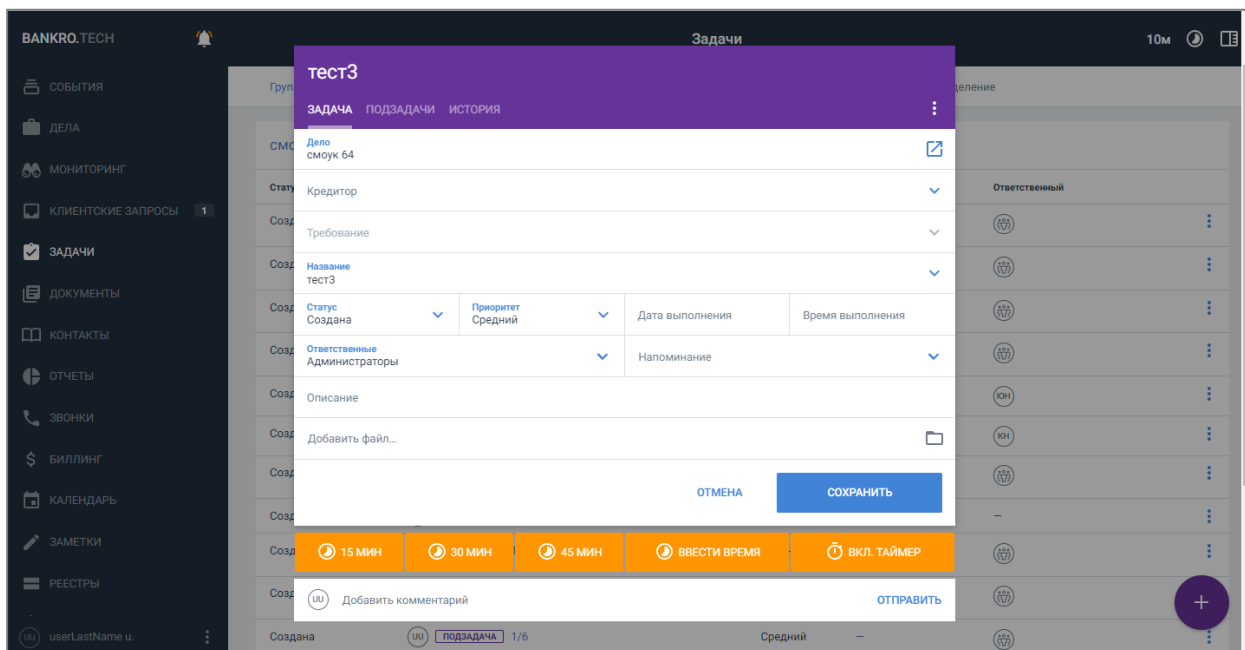 BANKRO.TECH
Задачи
10м
СОБЫТИЯ
ДЕЛА
МОНИТОРИНГ
КЛИЕНТСКИЕ ЗАПРОСЫ 1
ЗАДАЧИ
ДОКУМЕНТЫ
КОНТАКТЫ
ОТЧЕТЫ
ЗВОНКИ
БИЛЛИНГ
КАЛЕНДАРЬ
ЗАМЕТКИ
РЕЕСТРЫ
UU userLastName u.
тест3
ЗАДАЧА ПОДЗАДАЧИ ИСТОРИЯ
Дело
смоук 64
Кредитор
Требование
Название
тест3
Статус
Создана
Приоритет
Средний
Дата выполнения
Время выполнения
Ответственные
Администраторы
Напоминание
Описание
Добавить файл...
ОТМЕНА СОХРАНИТЬ
15 МИН 30 МИН 45 МИН ВВЕСТИ ВРЕМЯ ВКЛ. ТАЙМЕР
UU Добавить комментарий ОТПРАВИТЬ
Ответственный
ЮН
КН
–
+
Создана UU ПОДЗАДАЧА 1/6 Средний –